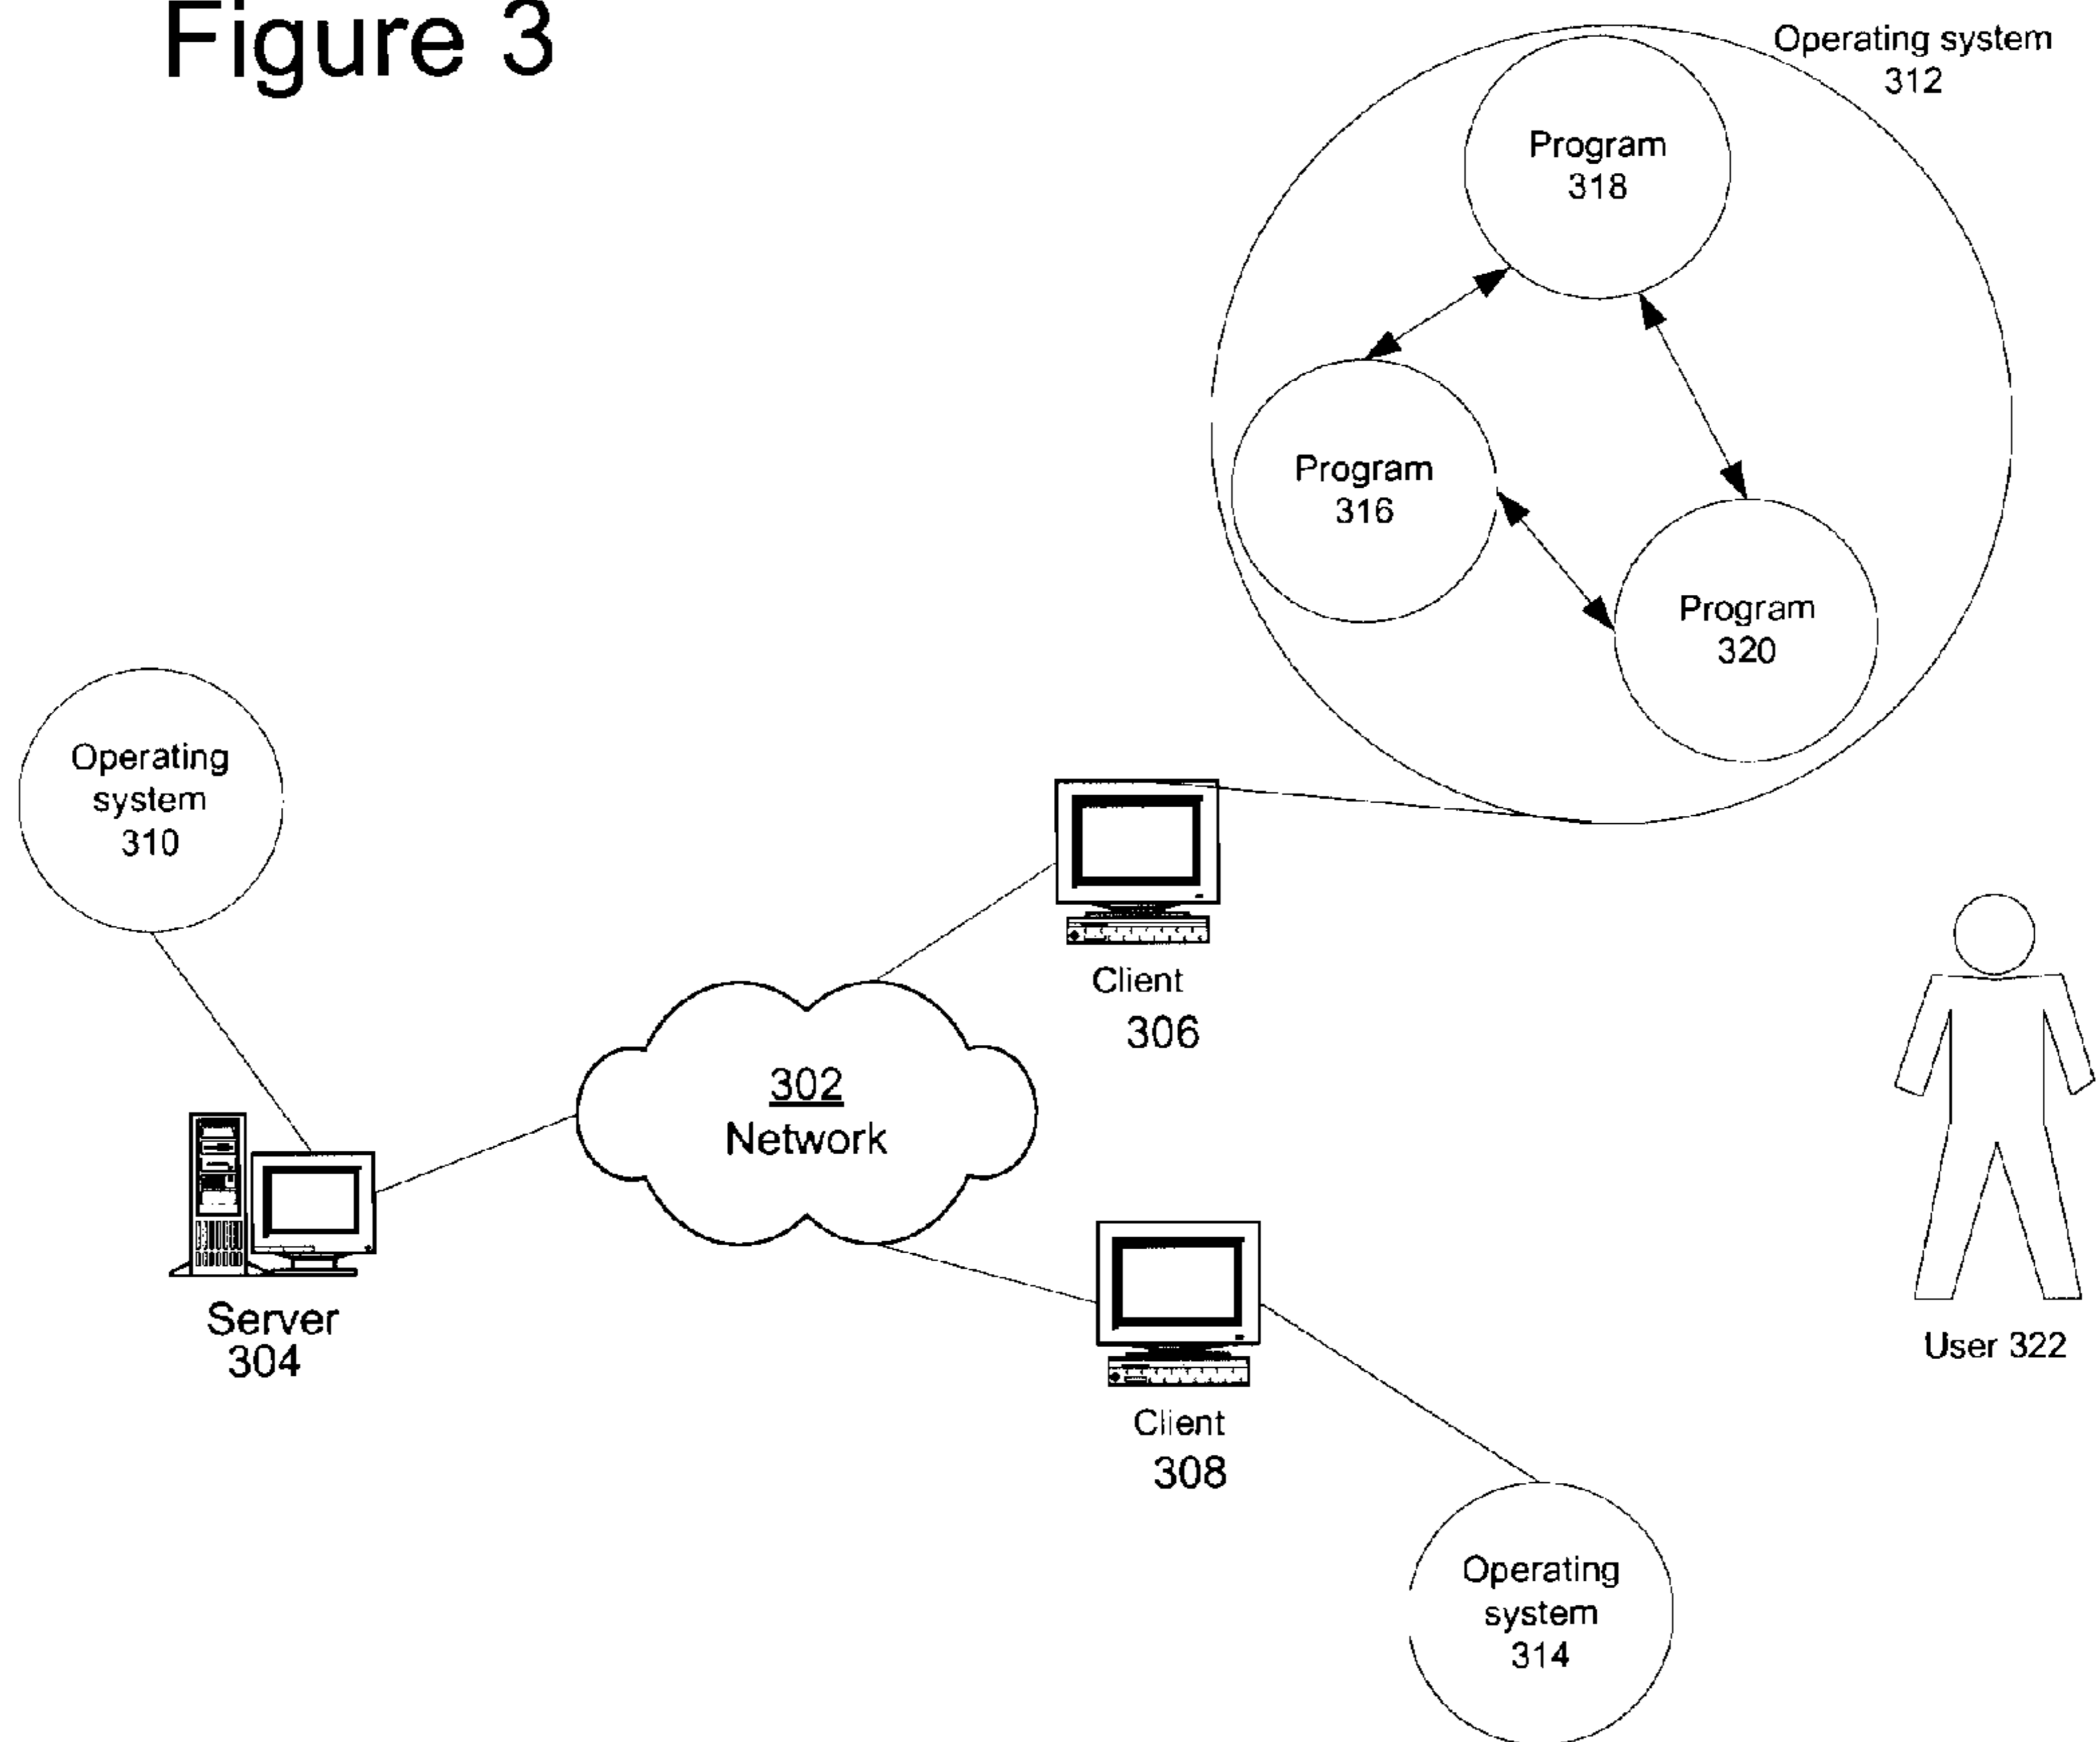 Figure 3
Operating system
312
Program
318
Program
316
Program
320
Operating
system
310
Client
306
302
Network
Server
304
User 322
Client
308
Operating
system
314